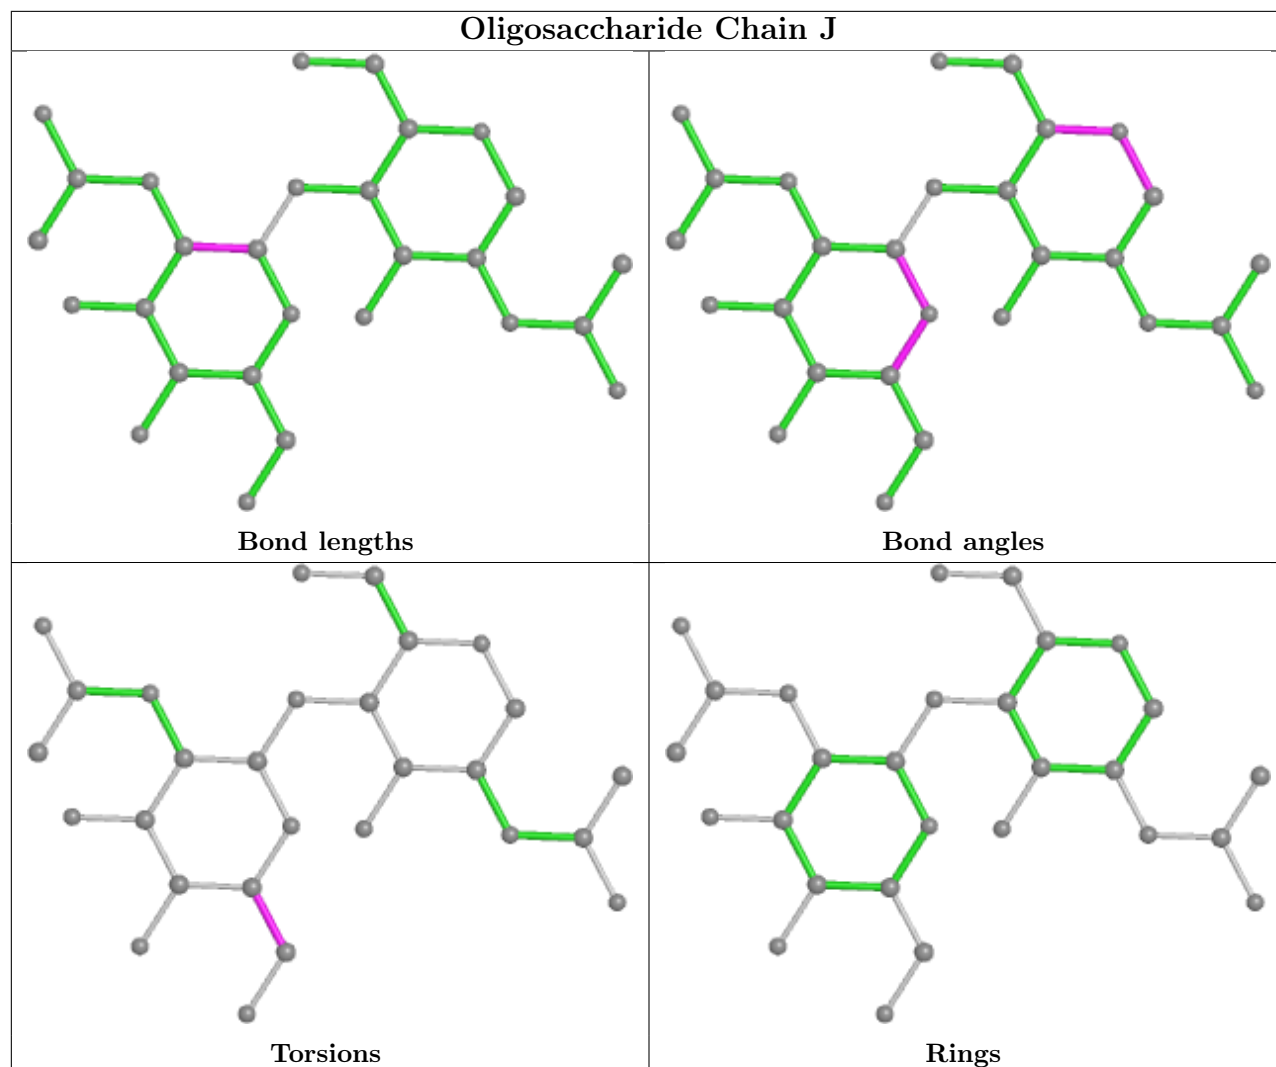 Oligosaccharide Chain J
Bond lengths
Bond angles
Torsions
Rings